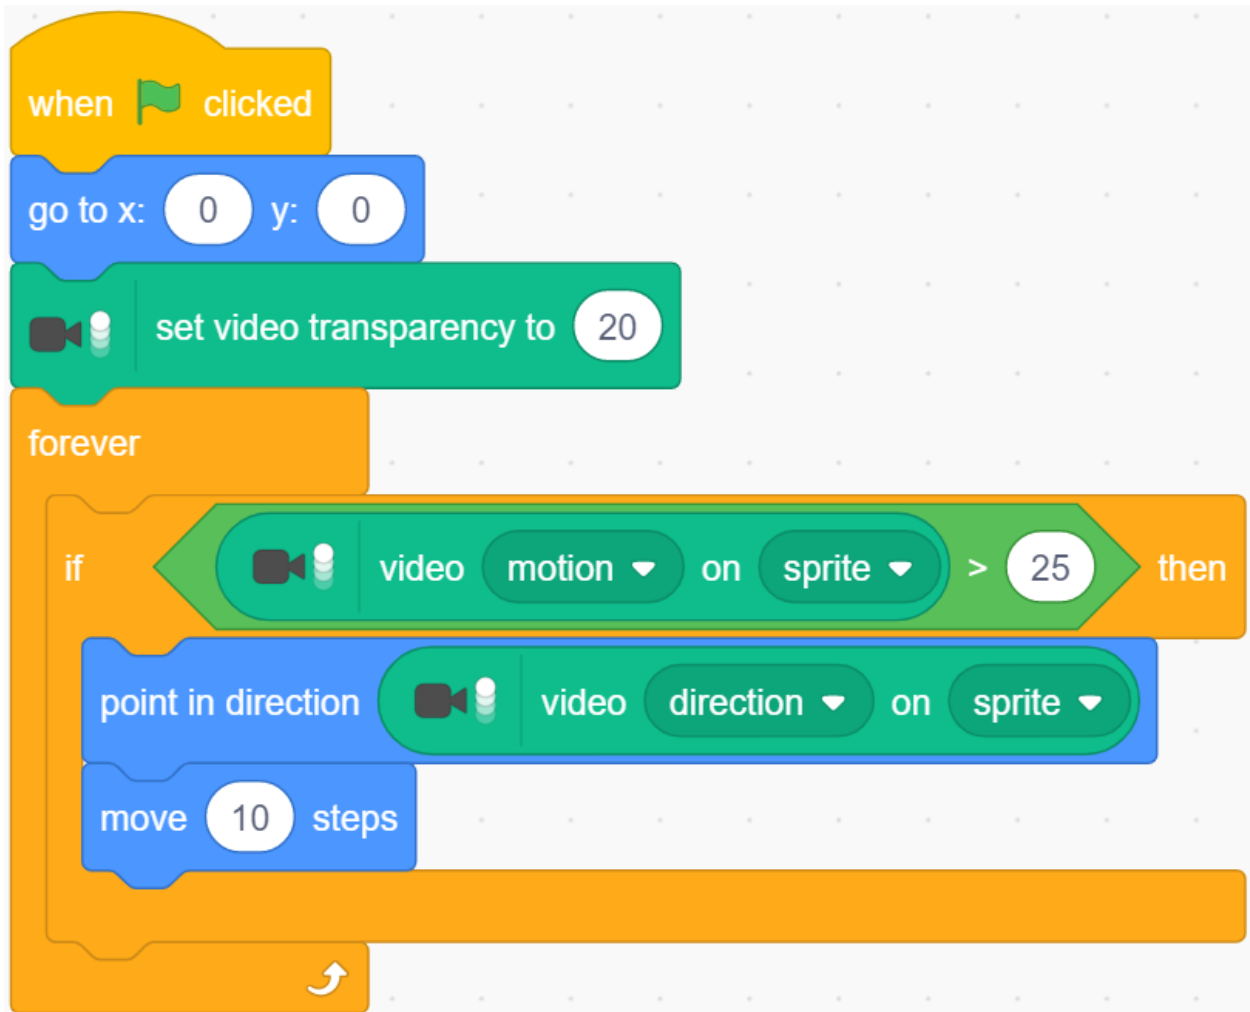 when clicked
go to x: 0 y: 0
set video transparency to 20
forever
if video motion on sprite > 25 then
point in direction video direction on sprite
move 10 steps